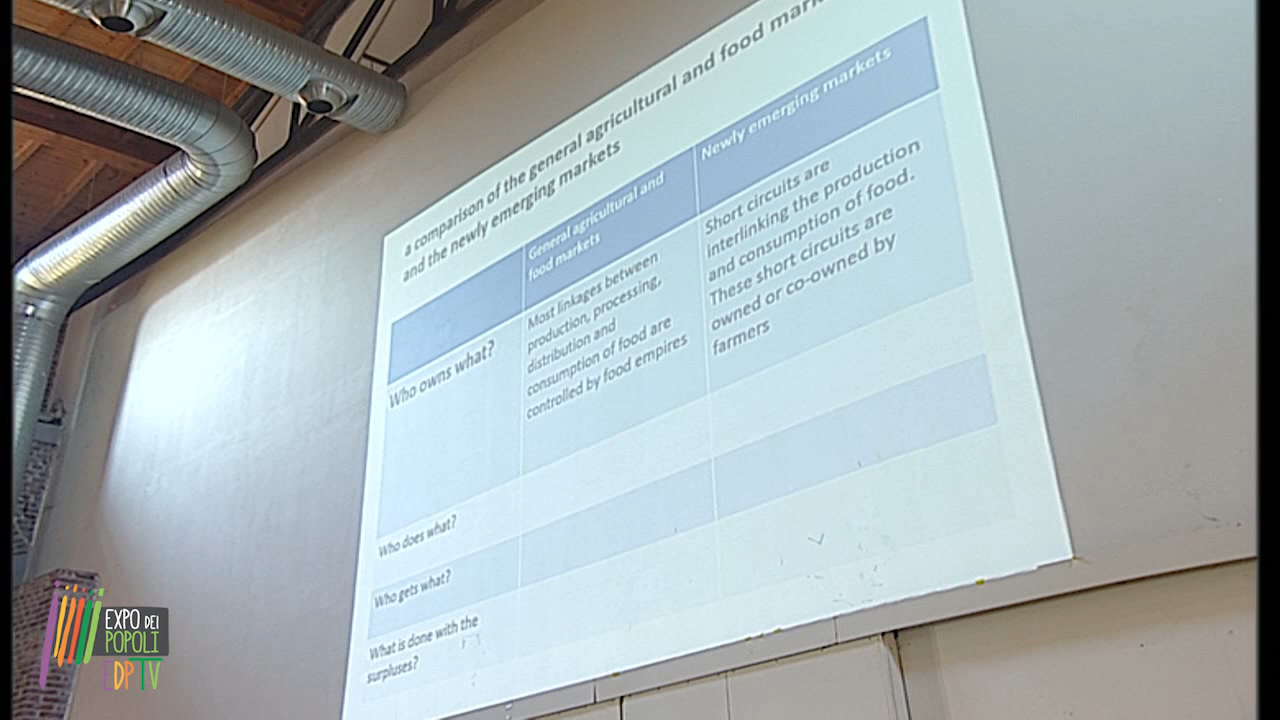 a comparison of the general agricultural and food
and the newly emerging markets
General agricultural and
food markets
Newly emerging markets
Who owns what?
Most linkages between
production, processing,
distribution and
consumption of food are
controlled by food empires
Short circuits are
interlinking the production
and consumption of food.
These short circuits are
owned or co-owned by
farmers
Who does what?
Who gets what?
What is done with the
surpluses?
EXPO DEI
POPOLI
EDPTV